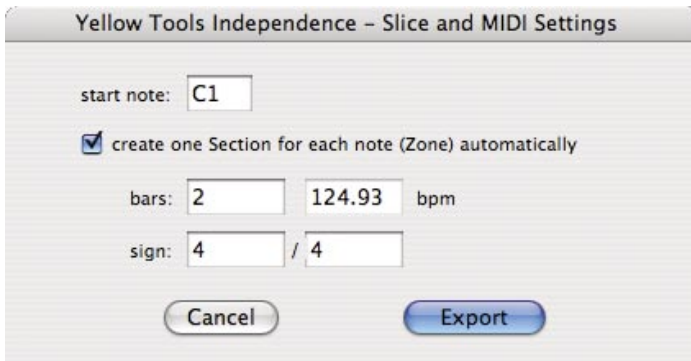 Yellow Tools Independence – Slice and MIDI Settings
start note: C1
create one Section for each note (Zone) automatically
bars: 2 124.93 bpm
sign: 4 / 4
Cancel Export